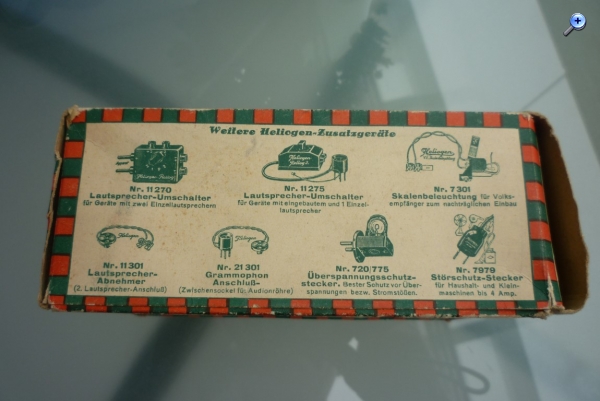 Weitere Heliogen-Zusatzgeräte
Nr. 11 270
Lautsprecher-Umschalter
für Geräte mit zwei Einzellautsprechern
Nr. 11 275
Lautsprecher-Umschalter
für Geräte mit eingebautem und 1 Einzel-
lautsprecher
Heliogen
Nr. 7301
Skalenbeleuchtung für Volks-
empfänger zum nachträglichen Einbau
Nr. 11 301
Lautsprecher-
Abnehmer
(2. Lautsprecher-Anschluß)
Nr. 21 301
Grammophon
Anschluß-
(Zwischensockel für Audionröhre)
Nr. 720/775
Überspannungsschutz-
stecker. Bester Schutz vor Über-
spannungen bezw. Stromstößen.
Nr. 7979
Störschutz-Stecker
für Haushalt- und Klein-
maschinen bis 4 Amp.